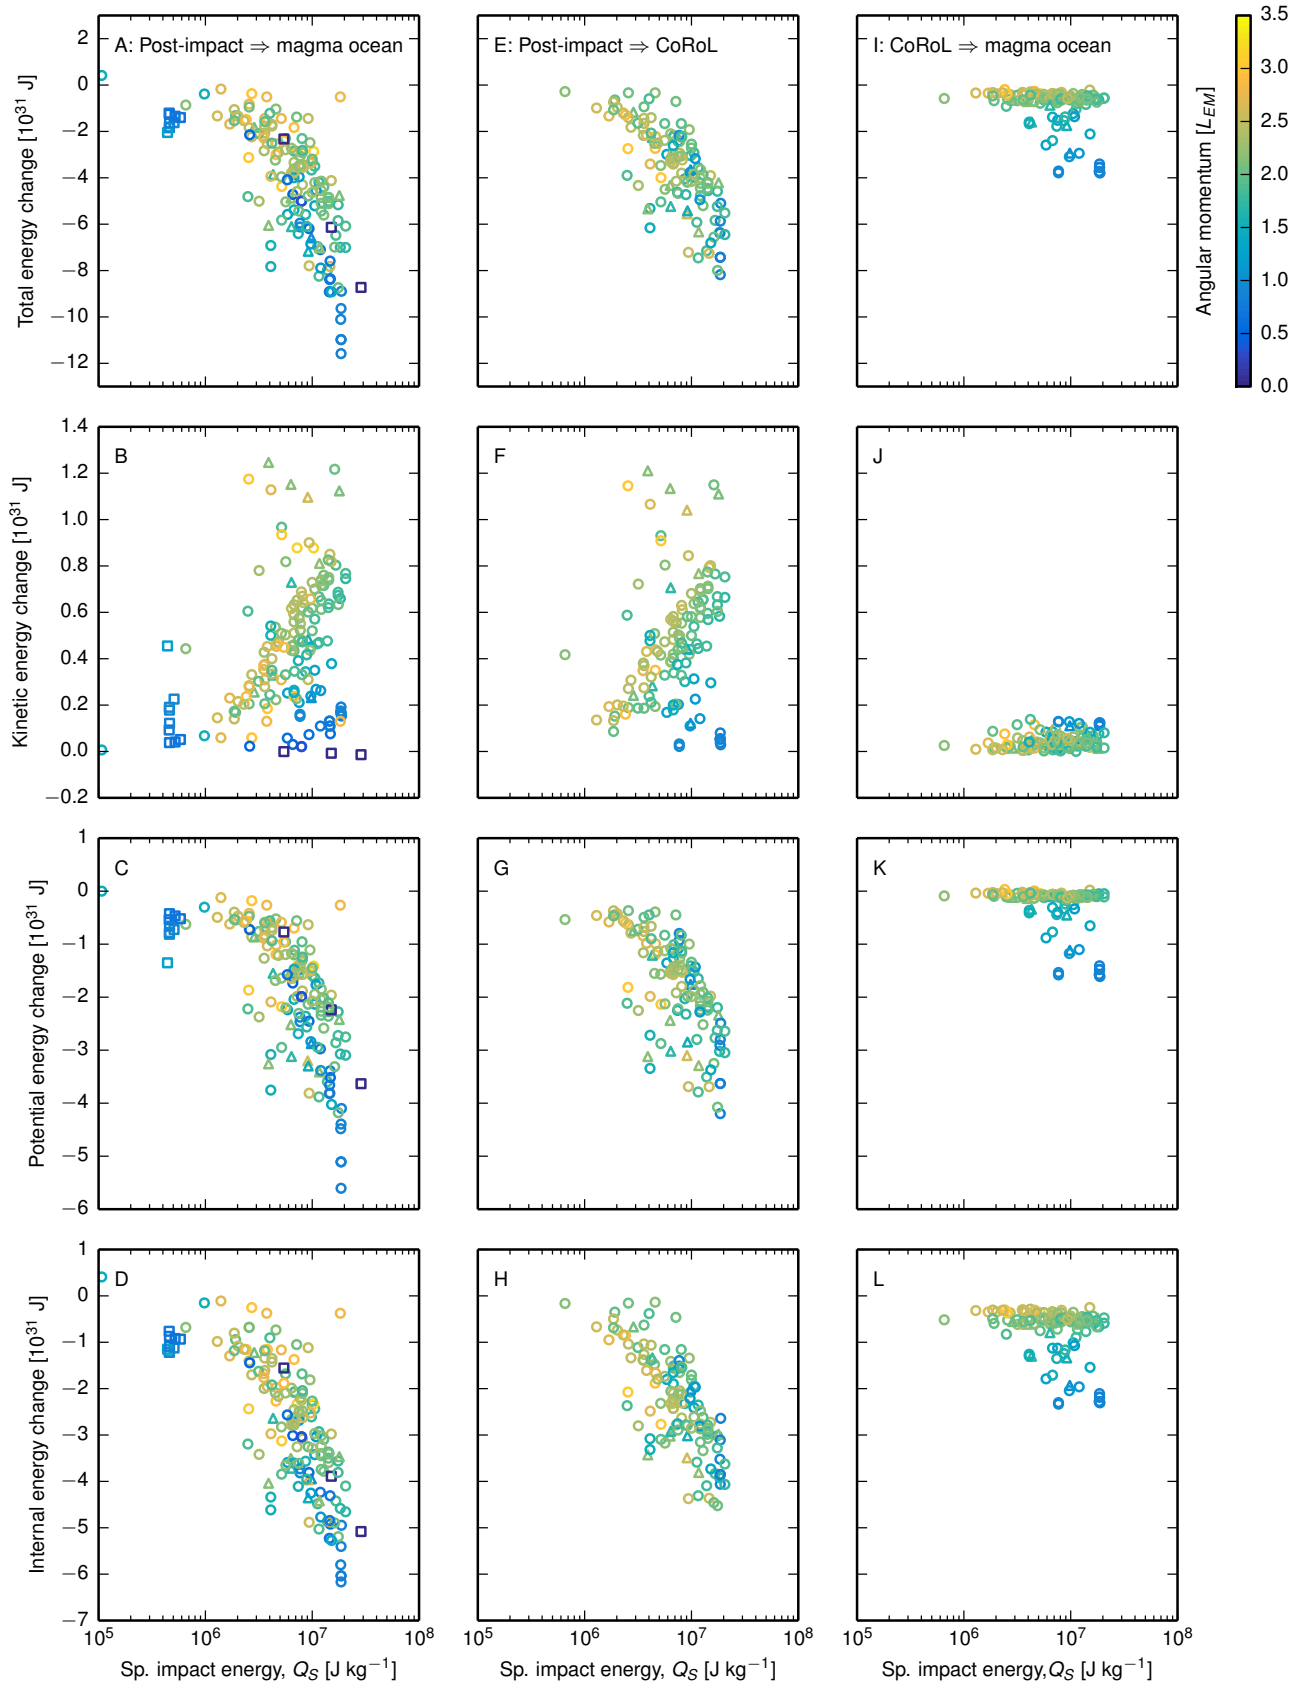 A: Post-impact ⇒ magma ocean
E: Post-impact ⇒ CoRoL
I: CoRoL ⇒ magma ocean
Total energy change [10^31 J]
2
0
−2
−4
−6
−8
−10
−12
Angular momentum [L_EM]
3.5
3.0
2.5
2.0
1.5
1.0
0.5
0.0
B
F
J
Kinetic energy change [10^31 J]
1.4
1.2
1.0
0.8
0.6
0.4
0.2
0.0
−0.2
C
G
K
Potential energy change [10^31 J]
1
0
−1
−2
−3
−4
−5
−6
D
H
L
Internal energy change [10^31 J]
1
0
−1
−2
−3
−4
−5
−6
−7
10^5 10^6 10^7 10^8
10^6 10^7 10^8
10^6 10^7 10^8
Sp. impact energy, Q_S [J kg^−1]
Sp. impact energy, Q_S [J kg^−1]
Sp. impact energy,Q_S [J kg^−1]